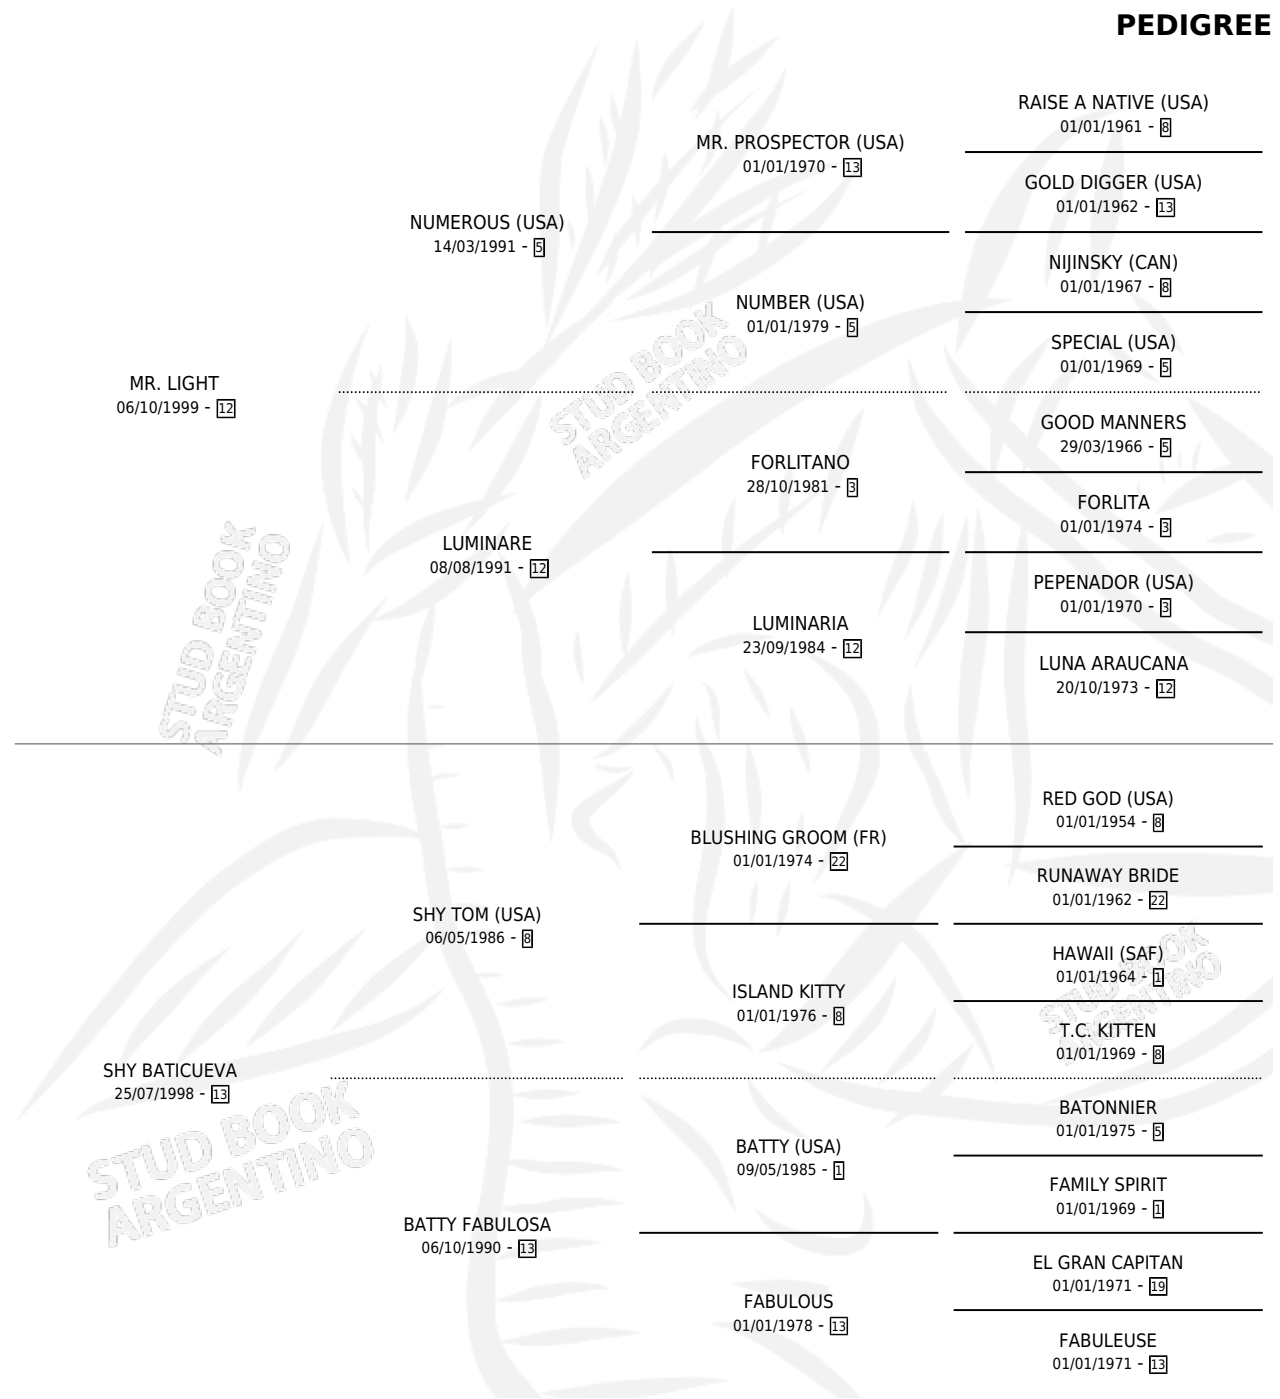 PEDIGREE
RAISE A NATIVE (USA)
01/01/1961 - 8
MR. PROSPECTOR (USA)
01/01/1970 - 13
GOLD DIGGER (USA)
01/01/1962 - 13
NUMEROUS (USA)
14/03/1991 - 5
NIJINSKY (CAN)
01/01/1967 - 8
NUMBER (USA)
01/01/1979 - 5
SPECIAL (USA)
01/01/1969 - 5
MR. LIGHT
06/10/1999 - 12
GOOD MANNERS
29/03/1966 - 5
FORLITANO
28/10/1981 - 3
FORLITA
01/01/1974 - 3
LUMINARE
08/08/1991 - 12
PEPENADOR (USA)
01/01/1970 - 3
LUMINARIA
23/09/1984 - 12
LUNA ARAUCANA
20/10/1973 - 12
RED GOD (USA)
01/01/1954 - 8
BLUSHING GROOM (FR)
01/01/1974 - 22
RUNAWAY BRIDE
01/01/1962 - 22
SHY TOM (USA)
06/05/1986 - 8
HAWAII (SAF)
01/01/1964 - 1
ISLAND KITTY
01/01/1976 - 8
T.C. KITTEN
01/01/1969 - 8
SHY BATICUEVA
25/07/1998 - 13
BATONNIER
01/01/1975 - 5
BATTY (USA)
09/05/1985 - 1
FAMILY SPIRIT
01/01/1969 - 1
BATTY FABULOSA
06/10/1990 - 13
EL GRAN CAPITAN
01/01/1971 - 19
FABULOUS
01/01/1978 - 13
FABULEUSE
01/01/1971 - 13
STUD BOOK
ARGENTINO
STUD BOOK
ARGENTINO
STUD BOOK
ARGENTINO
STUD BOOK
ARGENTINO